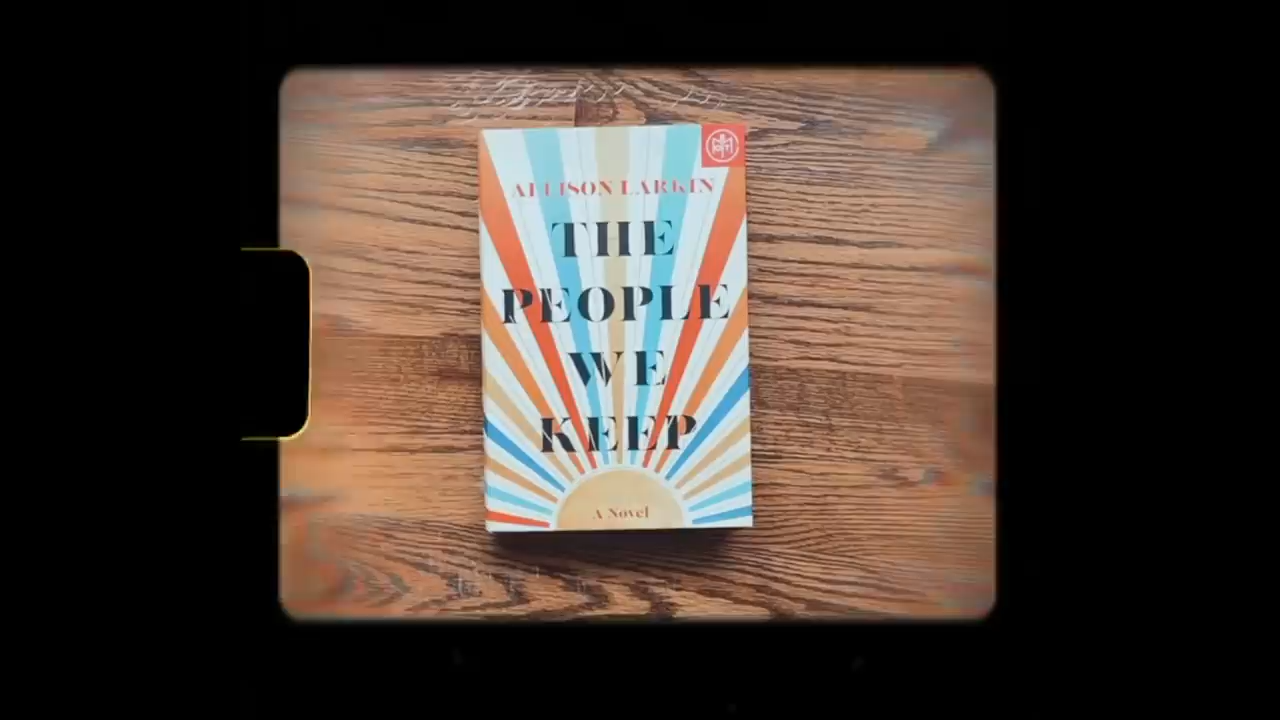 ALLISON LARKIN
THE
PEOPLE
WE
KEEP
A Novel